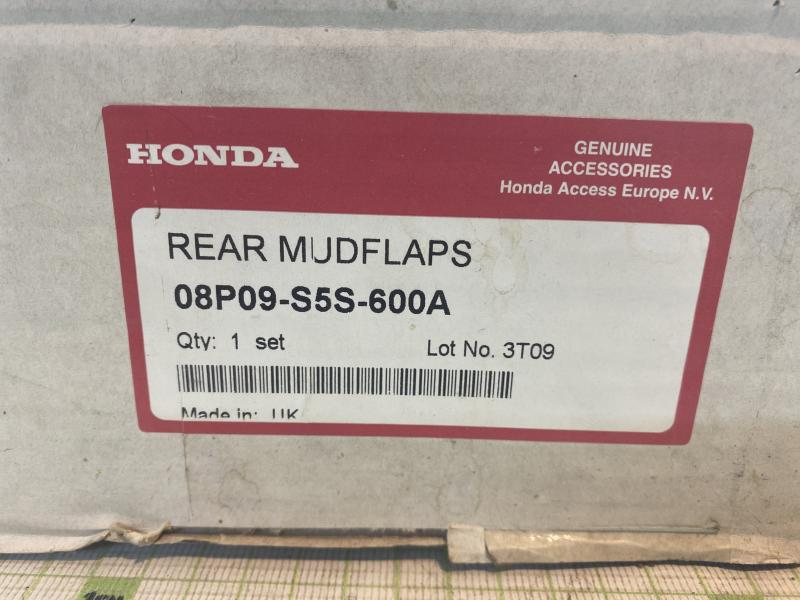 HONDA
GENUINE
ACCESSORIES
Honda Access Europe N.V.
REAR MUDFLAPS
08P09-S5S-600A
Qty: 1 set
Lot No. 3T09
Made in: UK